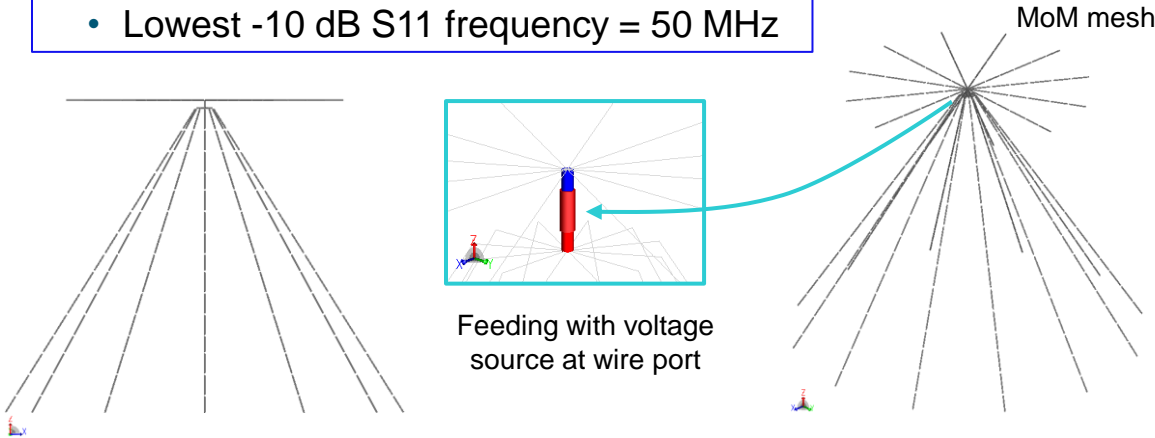 • Lowest -10 dB S11 frequency = 50 MHz
MoM mesh
Z
X
Y
Feeding with voltage
source at wire port
Z
X
Z
X
Y